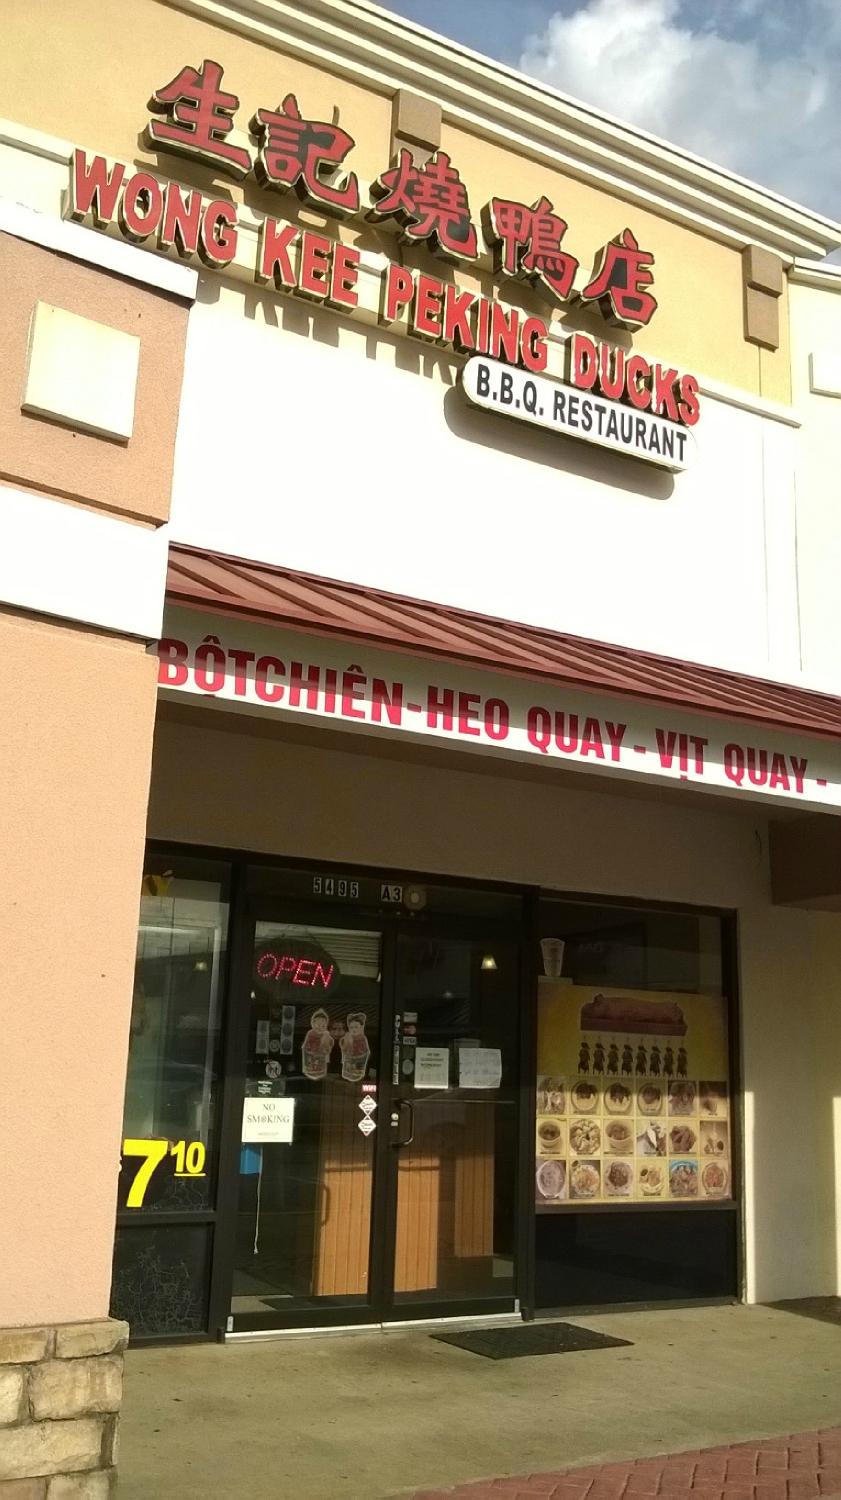 生記燒鴨店
WONG KEE PEKING DUCKS
B.B.Q. RESTAURANT
BỘTCHIÊN-HEO QUAY-VỊT QUAY-
5495 A3
OPEN
NO
SMOKING
7 10